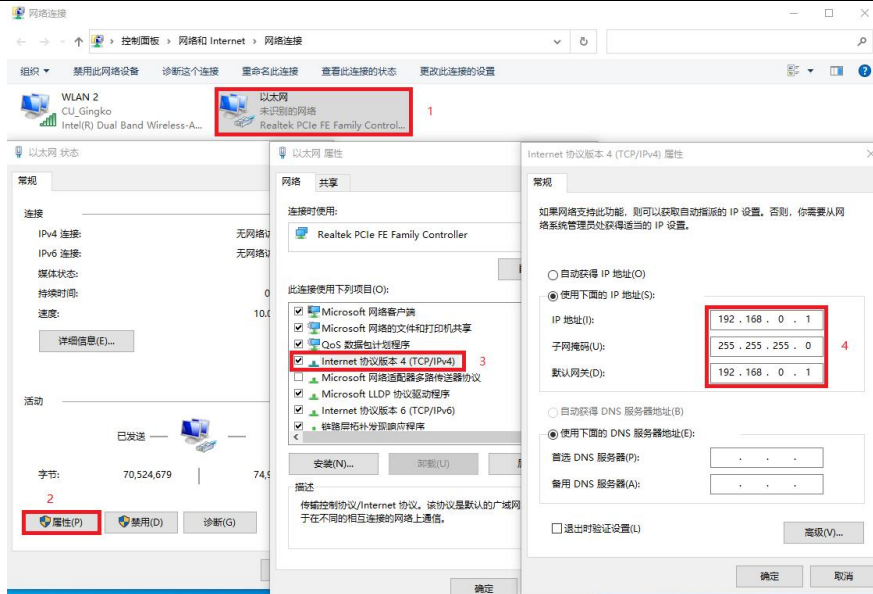 网络连接
控制面板 › 网络和 Internet › 网络连接
组织 禁用此网络设备 诊断这个连接 重命名此连接 查看此连接的状态 更改此连接的设置
WLAN 2
CU_Gingko
Intel(R) Dual Band Wireless-A...
以太网
未识别的网络
Realtek PCIe FE Family Control...
1
以太网 状态
常规
连接
IPv4 连接: 无网络
IPv6 连接: 无网络
媒体状态:
持续时间: 0
速度: 10.0
详细信息(E)...
活动
已发送
字节: 70,524,679 74,9
2
属性(P) 禁用(D) 诊断(G)
以太网 属性
网络 共享
连接时使用:
Realtek PCIe FE Family Controller
此连接使用下列项目(O):
Microsoft 网络客户端
Microsoft 网络的文件和打印机共享
QoS 数据包计划程序
Internet 协议版本 4 (TCP/IPv4)
3
Microsoft 网络适配器多路传送器协议
Microsoft LLDP 协议驱动程序
Internet 协议版本 6 (TCP/IPv6)
链路层拓扑发现响应程序
安装(N)... 卸载(U)
描述
传输控制协议/Internet 协议。该协议是默认的广域网
于在不同的相互连接的网络上通信。
确定
Internet 协议版本 4 (TCP/IPv4) 属性
常规
如果网络支持此功能，则可以获取自动指派的 IP 设置。否则，你需要从网
络系统管理员处获得适当的 IP 设置。
自动获得 IP 地址(O)
使用下面的 IP 地址(S):
IP 地址(I): 192 . 168 . 0 . 1
子网掩码(U): 255 . 255 . 255 . 0
4
默认网关(D): 192 . 168 . 0 . 1
自动获得 DNS 服务器地址(B)
使用下面的 DNS 服务器地址(E):
首选 DNS 服务器(P): . . .
备用 DNS 服务器(A): . . .
退出时验证设置(L)
高级(V)...
确定 取消